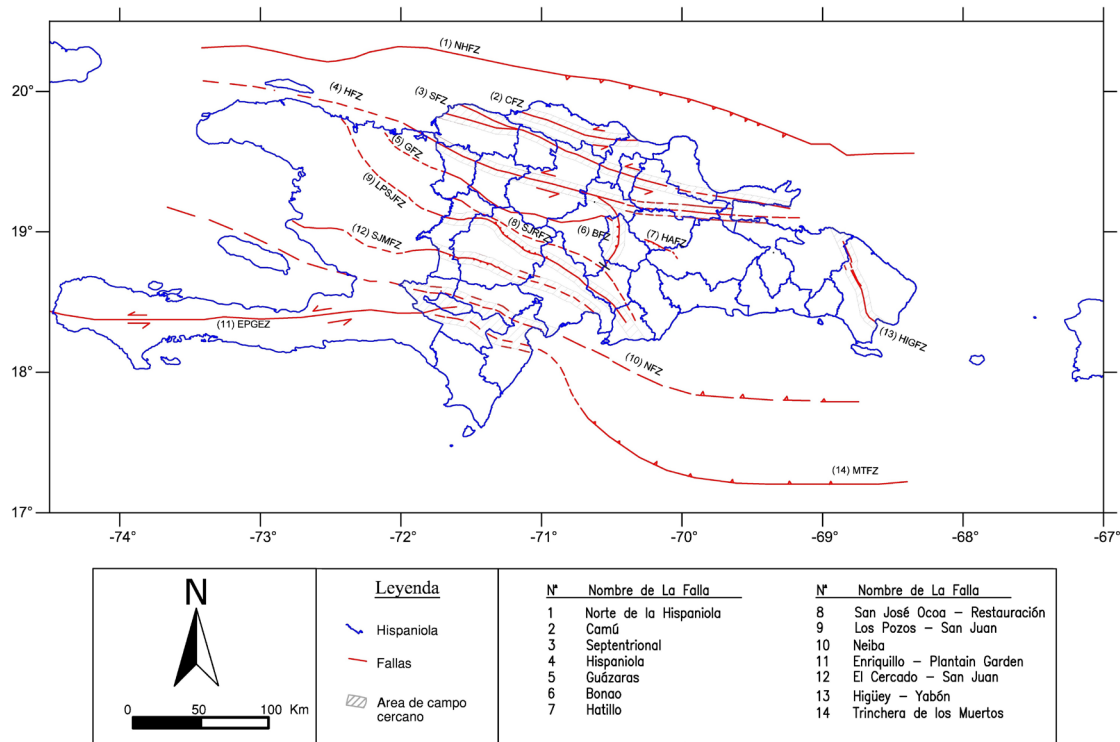 (1) NHFZ
20°
(4) HFZ
(3) SFZ
(2) CFZ
(5) GFZ
(9) LPSJFZ
19°
(12) SJMFZ
(8) SJRFZ
(6) BFZ
(7) HAFZ
(11) EPGEZ
(13) HIGFZ
(10) NFZ
18°
(14) MTFZ
17°
-74° -73° -72° -71° -70° -69° -68° -67°
N
0 50 100 Km
Leyenda
Hispaniola
Fallas
Area de campo
cercano
Nª Nombre de La Falla
1 Norte de la Hispaniola
2 Camú
3 Septentrional
4 Hispaniola
5 Guázaras
6 Bonao
7 Hatillo
Nª Nombre de La Falla
8 San José Ocoa – Restauración
9 Los Pozos – San Juan
10 Neiba
11 Enriquillo – Plantain Garden
12 El Cercado – San Juan
13 Higüey – Yabón
14 Trinchera de los Muertos